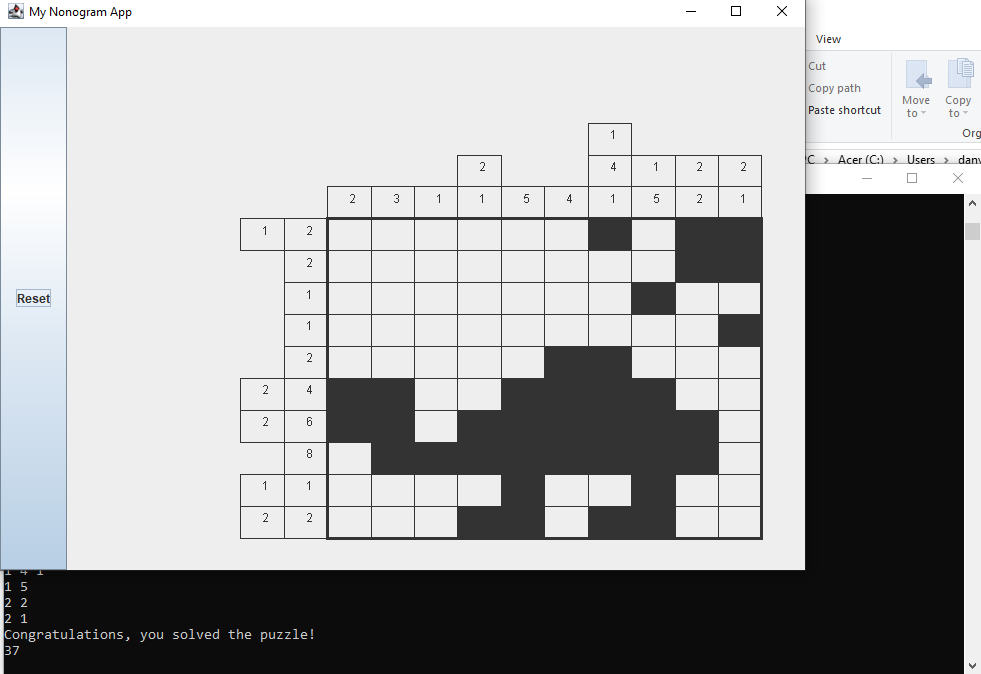 My Nonogram App
View
Cut
Copy path
Paste shortcut
Move to
Copy to
Org
PC > Acer (C:) > Users > danv
1
2 4 1 2 2
2 3 1 1 5 4 1 5 2 1
1 2
2
1
1
2
2 4
2 6
8
1 1
2 2
Reset
1 4 1
1 5
2 2
2 1
Congratulations, you solved the puzzle!
37